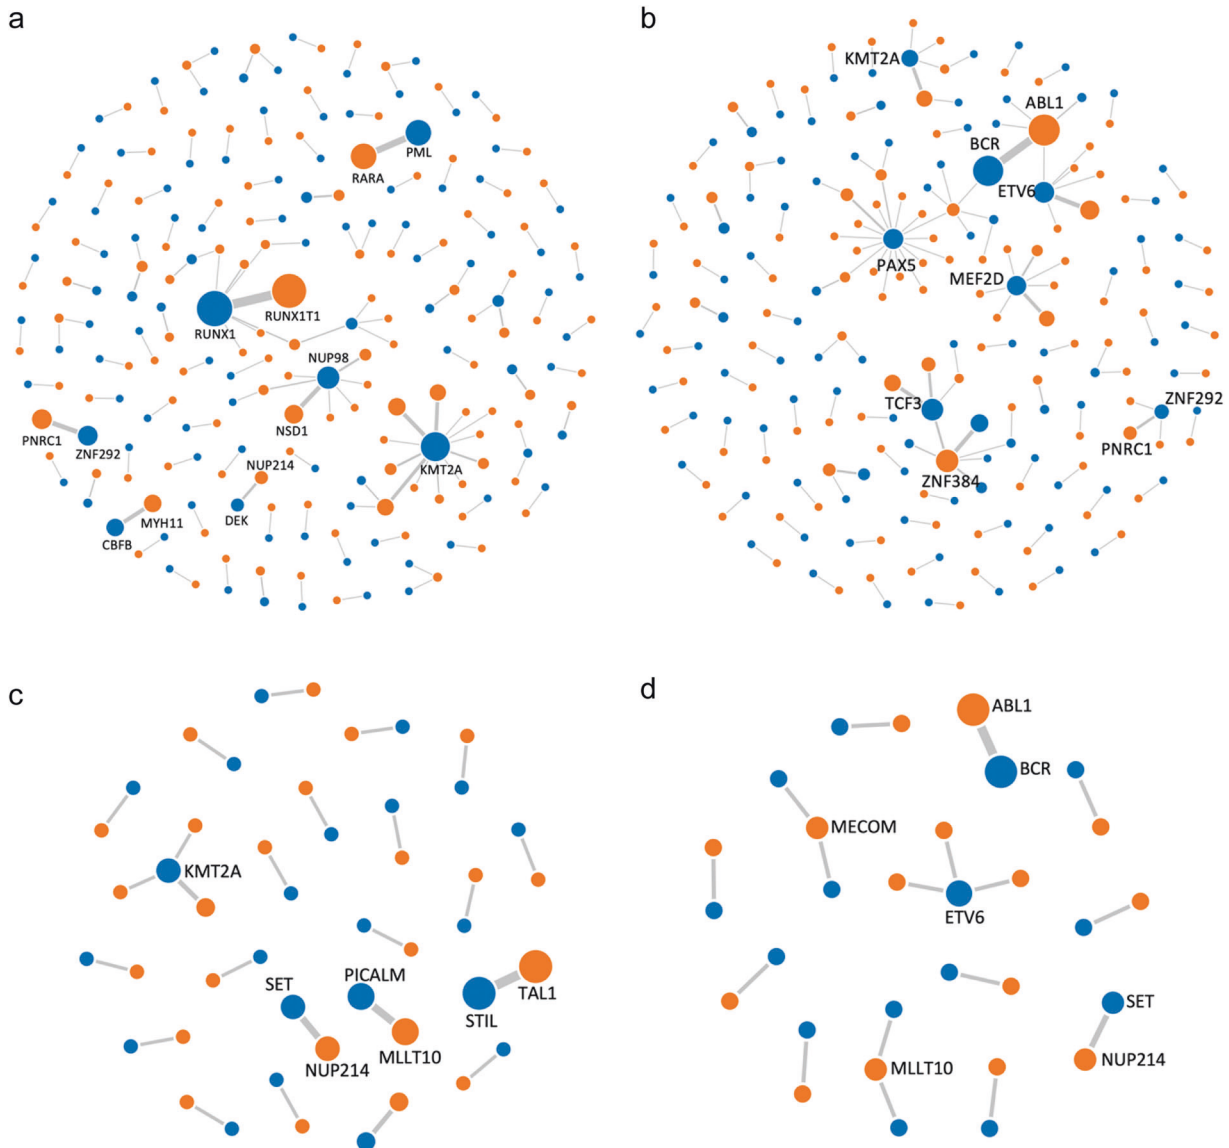 a
PML
RARA
RUNX1T1
RUNX1
NUP98
NSD1
PNRC1
ZNF292
KMT2A
NUP214
MYH11
DEK
CBFB
b
KMT2A
ABL1
BCR
ETV6
PAX5
MEF2D
TCF3
ZNF292
PNRC1
ZNF384
c
KMT2A
SET
PICALM
TAL1
STIL
MLLT10
NUP214
d
ABL1
BCR
MECOM
ETV6
SET
MLLT10
NUP214